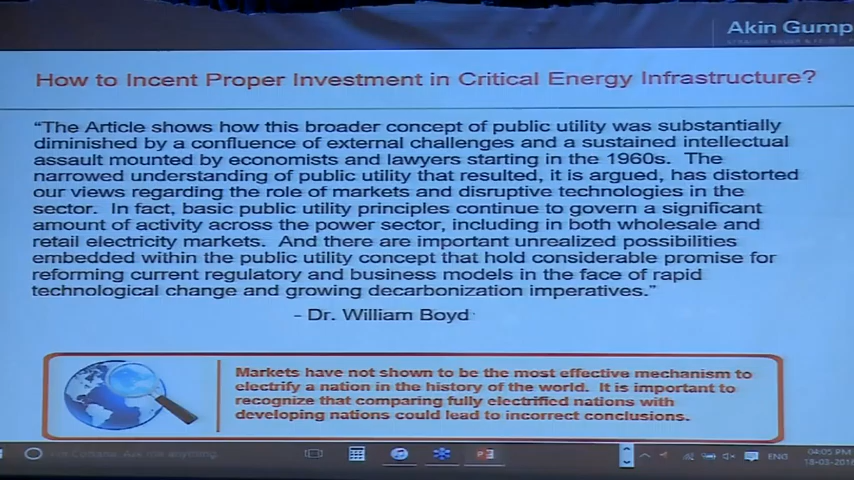 Akin Gump
How to Incent Proper Investment in Critical Energy Infrastructure?
“The Article shows how this broader concept of public utility was substantially
diminished by a confluence of external challenges and a sustained intellectual
assault mounted by economists and lawyers starting in the 1960s.  The
narrowed understanding of public utility that resulted, it is argued, has distorted
our views regarding the role of markets and disruptive technologies in the
sector.  In fact, basic public utility principles continue to govern a significant
amount of activity across the power sector, including in both wholesale and
retail electricity markets.  And there are important unrealized possibilities
embedded within the public utility concept that hold considerable promise for
reforming current regulatory and business models in the face of rapid
technological change and growing decarbonization imperatives.”
- Dr. William Boyd
Markets have not shown to be the most effective mechanism to
electrify a nation in the history of the world.  It is important to
recognize that comparing fully electrified nations with
developing nations could lead to incorrect conclusions.
ENG
04:05 PM